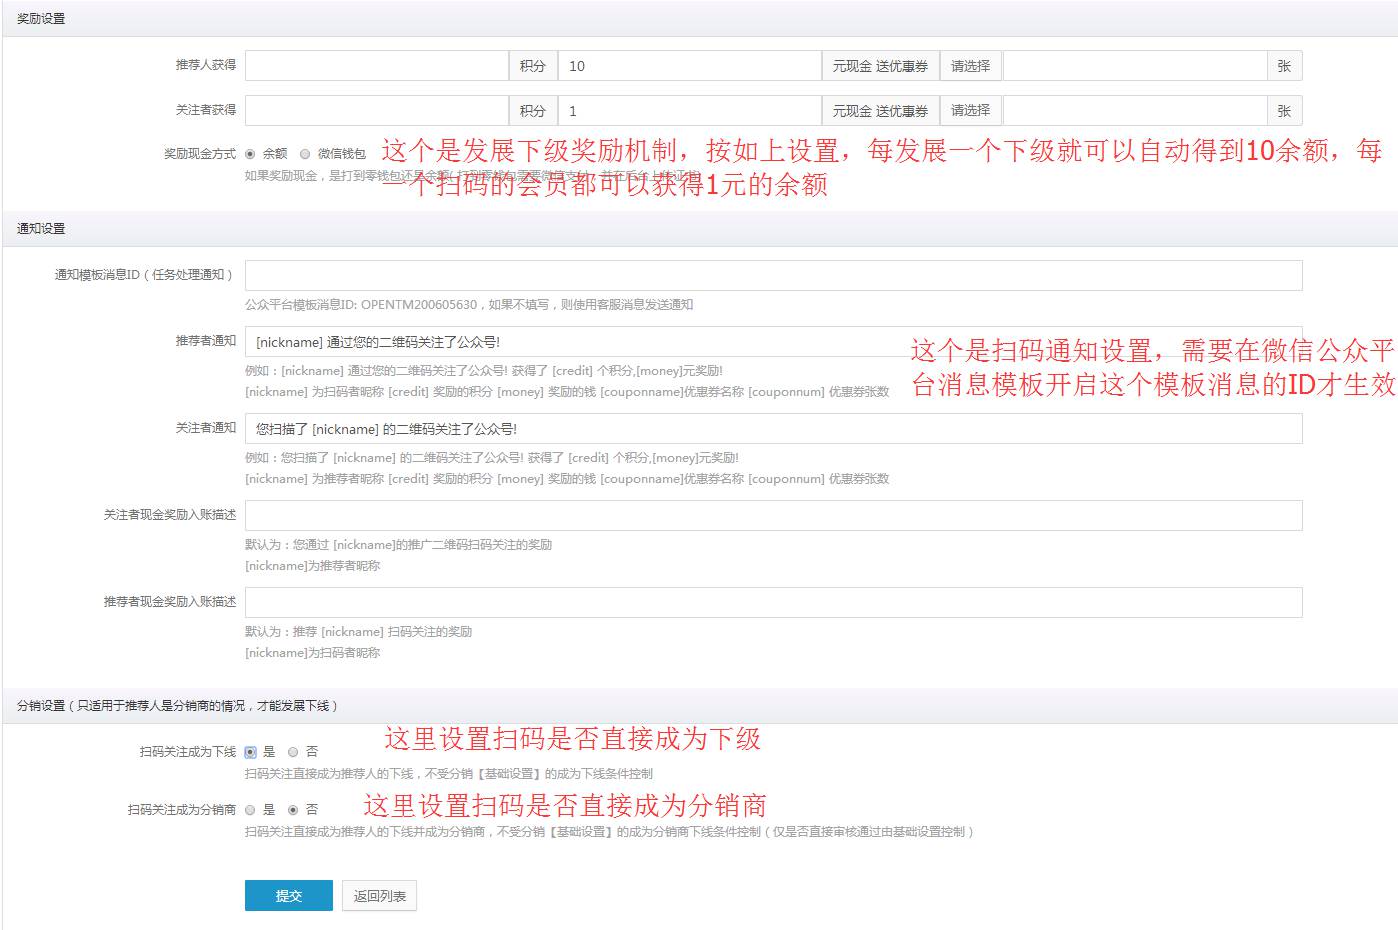 奖励设置
推荐人获得 积分 10 元现金 送优惠券 请选择 张
关注者获得 积分 1 元现金 送优惠券 请选择 张
奖励现金方式 余额 微信钱包
这个是发展下级奖励机制，按如上设置，每发展一个下级就可以自动得到10余额，每
一个扫码的会员都可以获得1元的余额
如果奖励现金，是打到零钱包还是余额
通知设置
通知模板消息ID（任务处理通知）
公众平台模板消息ID: OPENTM200605630，如果不填写，则使用客服消息发送通知
推荐者通知 [nickname] 通过您的二维码关注了公众号!
这个是扫码通知设置，需要在微信公众平
台消息模板开启这个模板消息的ID才生效
例如：[nickname] 通过您的二维码关注了公众号! 获得了 [credit] 个积分,[money]元奖励!
[nickname] 为扫码者昵称 [credit] 奖励的积分 [money] 奖励的钱 [couponname]优惠券名称 [couponnum] 优惠券张数
关注者通知 您扫描了 [nickname] 的二维码关注了公众号!
例如：您扫描了 [nickname] 的二维码关注了公众号! 获得了 [credit] 个积分,[money]元奖励!
[nickname] 为推荐者昵称 [credit] 奖励的积分 [money] 奖励的钱 [couponname]优惠券名称 [couponnum] 优惠券张数
关注者现金奖励入账描述
默认为：您通过 [nickname]的推广二维码扫码关注的奖励
[nickname]为推荐者昵称
推荐者现金奖励入账描述
默认为：推荐 [nickname] 扫码关注的奖励
[nickname]为扫码者昵称
分销设置（只适用于推荐人是分销商的情况，才能发展下线）
扫码关注成为下线 是 否
这里设置扫码是否直接成为下级
扫码关注直接成为推荐人的下线，不受分销【基础设置】的成为下线条件控制
扫码关注成为分销商 是 否
这里设置扫码是否直接成为分销商
扫码关注直接成为推荐人的下线并成为分销商，不受分销【基础设置】的成为分销商下线条件控制（仅是否直接审核通过由基础设置控制）
提交 返回列表